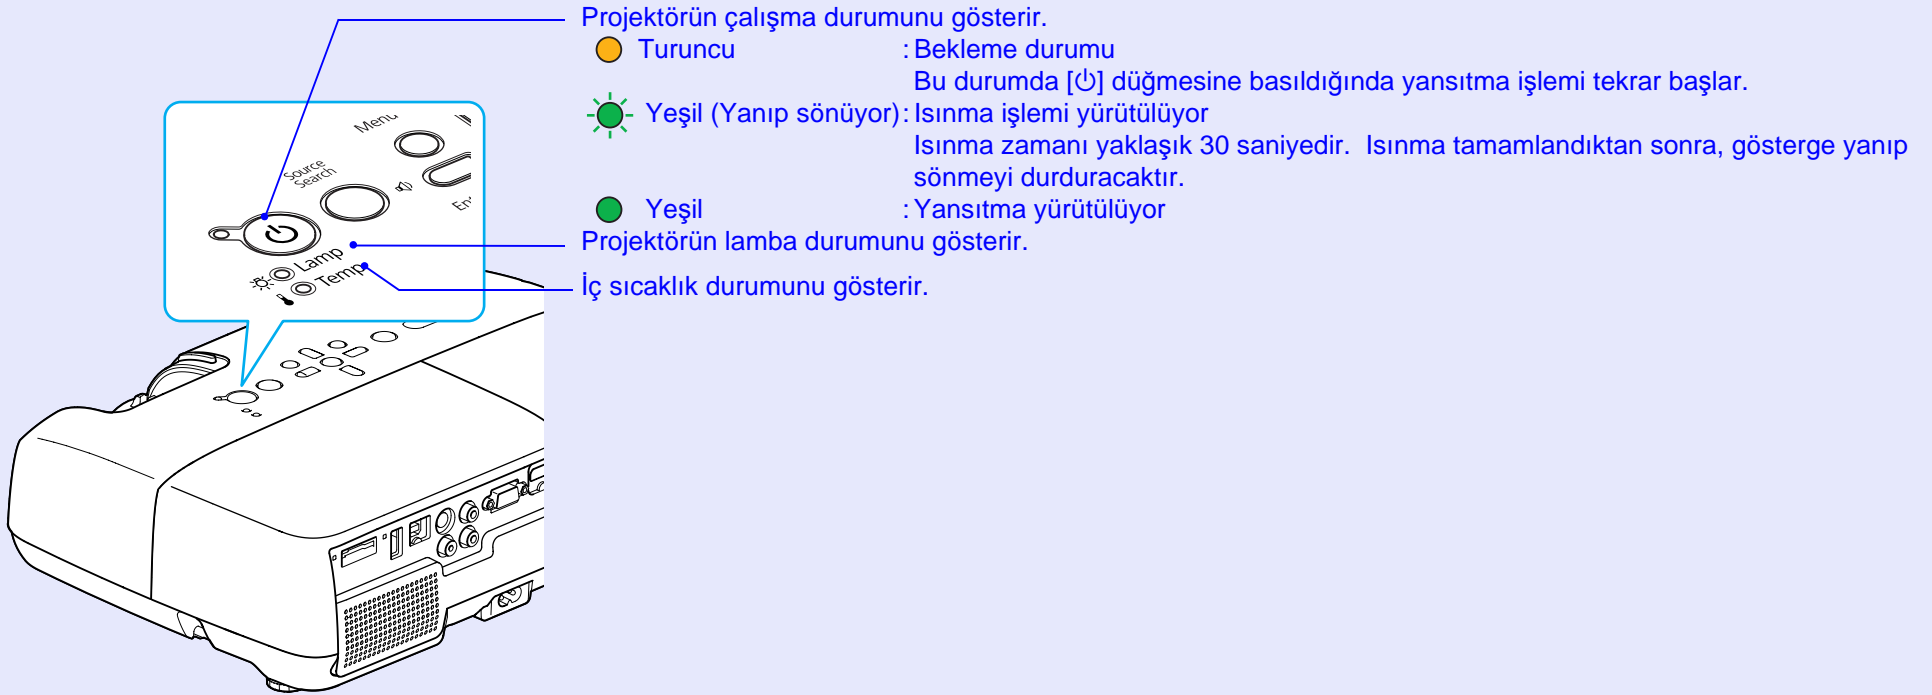 Projektörün çalışma durumunu gösterir.
Turuncu : Bekleme durumu
Bu durumda [⏻] düğmesine basıldığında yansıtma işlemi tekrar başlar.
Yeşil (Yanıp sönüyor): Isınma işlemi yürütülüyor
Isınma zamanı yaklaşık 30 saniyedir. Isınma tamamlandıktan sonra, gösterge yanıp
sönmeyi durduracaktır.
Yeşil : Yansıtma yürütülüyor
Projektörün lamba durumunu gösterir.
İç sıcaklık durumunu gösterir.
Menu
Source
Search
En
Lamp
Temp